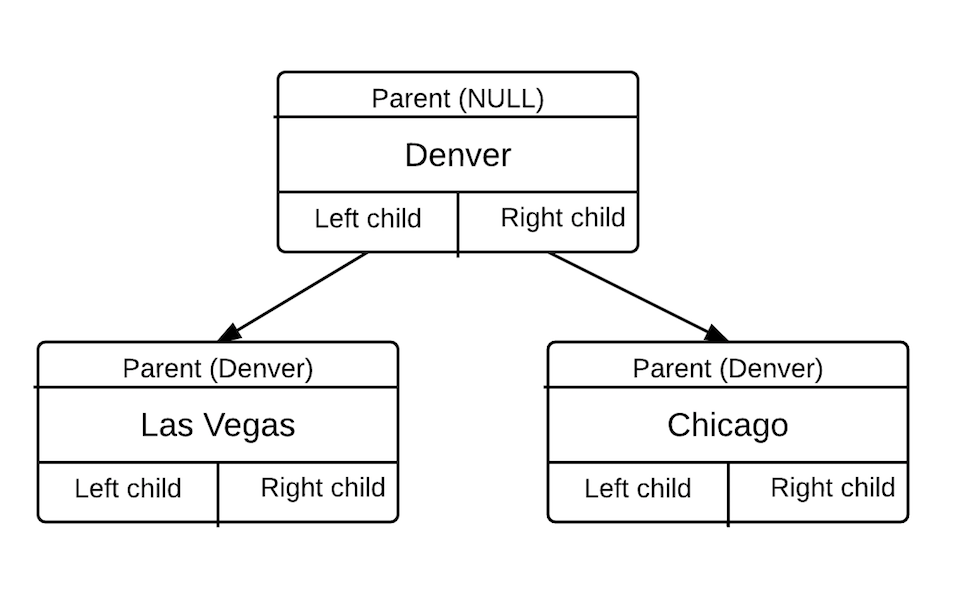 Parent (NULL)
Denver
Left child Right child
Parent (Denver)
Las Vegas
Left child Right child
Parent (Denver)
Chicago
Left child Right child